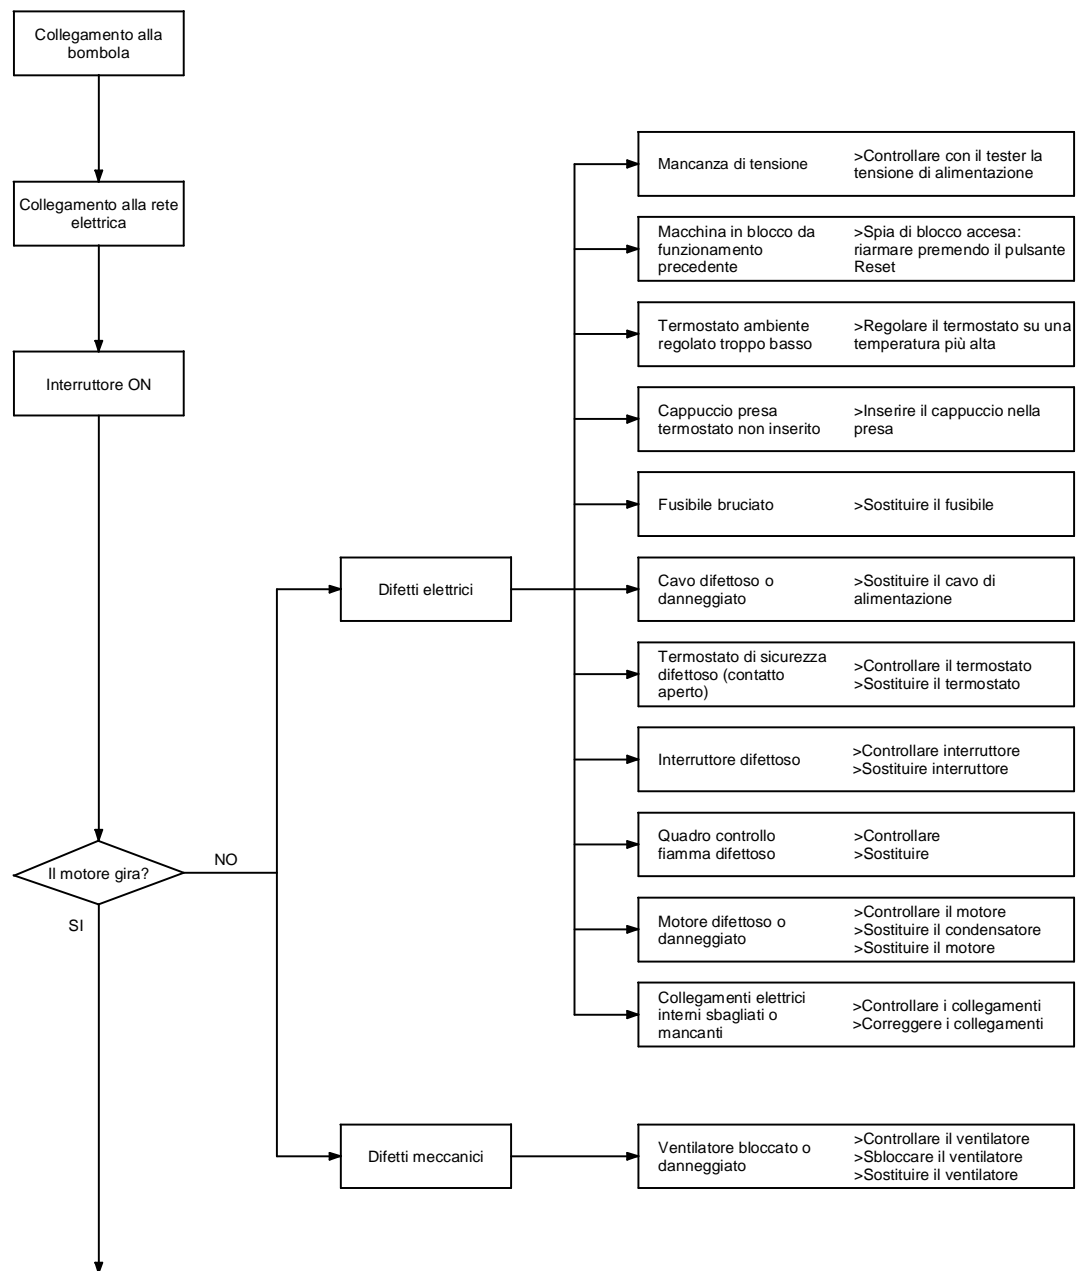 Collegamento alla
bombola
Collegamento alla rete
elettrica
Interruttore ON
Il motore gira?
NO
SI
Difetti elettrici
Mancanza di tensione
>Controllare con il tester la
tensione di alimentazione
Macchina in blocco da
funzionamento
precedente
>Spia di blocco accesa:
riarmare premendo il pulsante
Reset
Termostato ambiente
regolato troppo basso
>Regolare il termostato su una
temperatura più alta
Cappuccio presa
termostato non inserito
>Inserire il cappuccio nella
presa
Fusibile bruciato
>Sostituire il fusibile
Cavo difettoso o
danneggiato
>Sostituire il cavo di
alimentazione
Termostato di sicurezza
difettoso (contatto
aperto)
>Controllare il termostato
>Sostituire il termostato
Interruttore difettoso
>Controllare interruttore
>Sostituire interruttore
Quadro controllo
fiamma difettoso
>Controllare
>Sostituire
Motore difettoso o
danneggiato
>Controllare il motore
>Sostituire il condensatore
>Sostituire il motore
Collegamenti elettrici
interni sbagliati o
mancanti
>Controllare i collegamenti
>Correggere i collegamenti
Difetti meccanici
Ventilatore bloccato o
danneggiato
>Controllare il ventilatore
>Sbloccare il ventilatore
>Sostituire il ventilatore